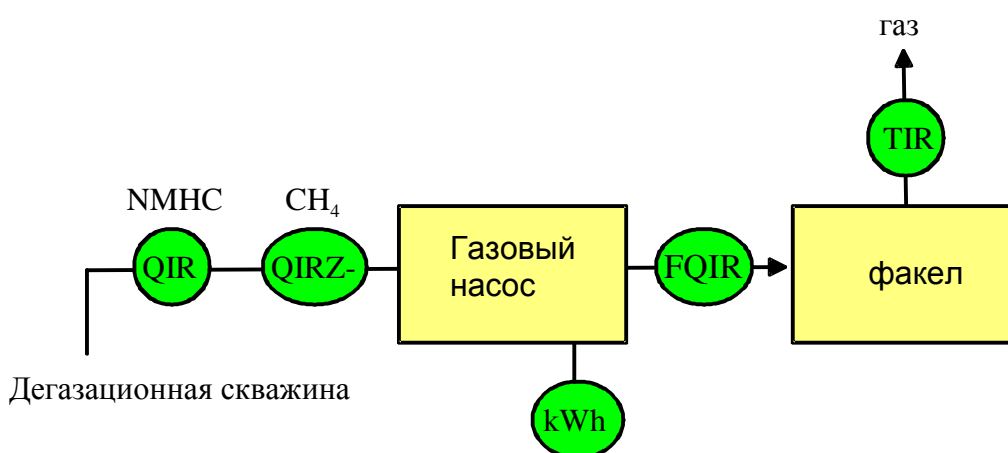 газ
TIR
NMHC
CH₄
QIR
QIRZ-
Газовый
насос
FQIR
факел
Дегазационная скважина
kWh